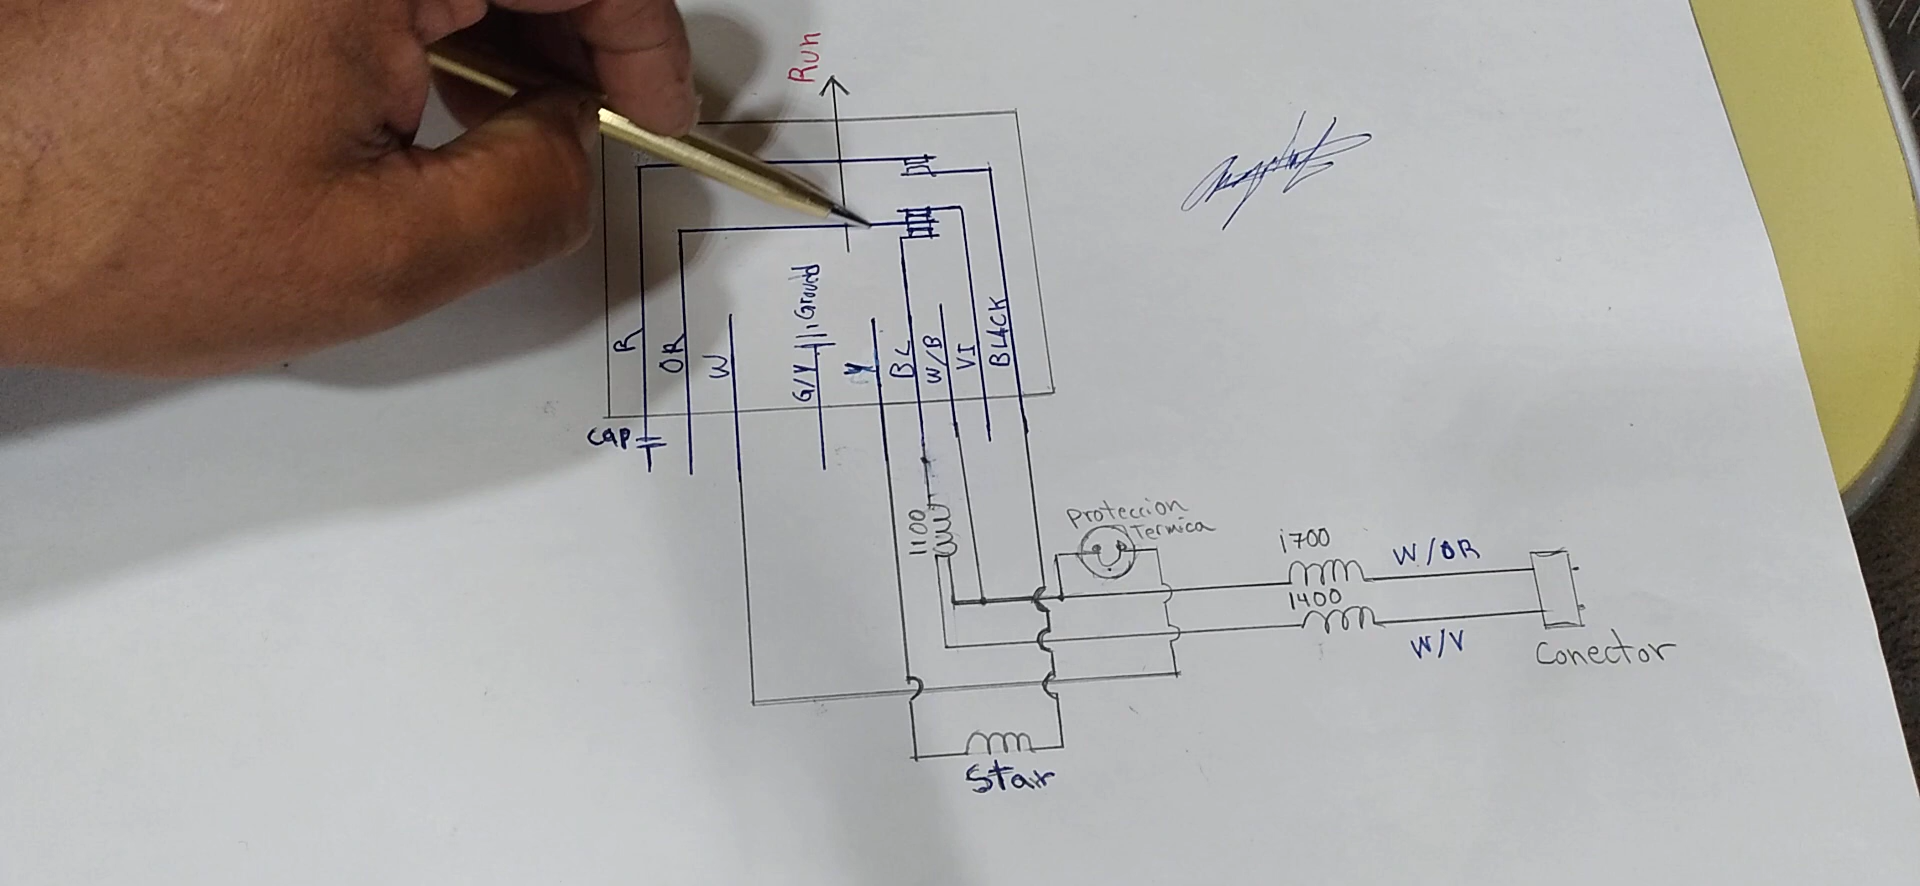 Run
R
OR
W
G/Y
Ground
Y
BL
W/B
VI
BLACK
cap
1100
Proteccion
Termica
1700
W/OR
1400
W/V
Conector
Star